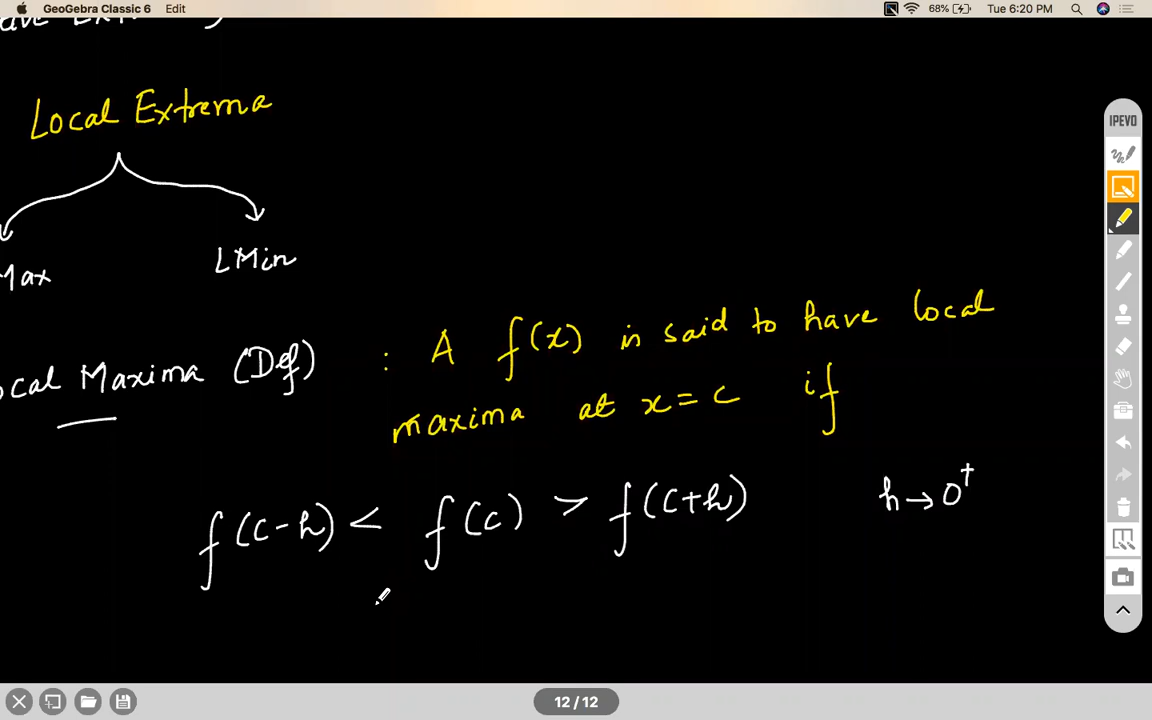 GeoGebra Classic 6 Edit 68% Tue 6:20 PM
Local Extrema
IPEVO
Max LMin
: A f(x) is said to have local
ocal Maxima (Def)
maxima at x = c if
f(c-h) < f(c) > f(c+h) h→0⁺
12 / 12